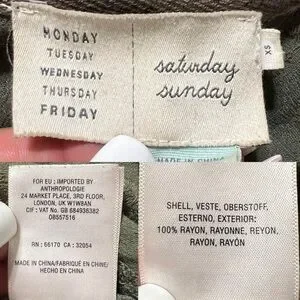 MONDAY
TUESDAY
WEDNESDAY
THURSDAY
FRIDAY
saturday
sunday
XS
MADE IN CHINA
FOR EU : IMPORTED BY
ANTHROPOLOGIE
24 MARKET PLACE, 3RD FLOOR,
LONDON, UK W1W8AN
CIF : VAT No. GB 684936382
OB557516
RN : 66170 CA : 32054
MADE IN CHINA/FABRIQUÉ EN CHINE/
HECHO EN CHINA
SHELL, VESTE, OBERSTOFF,
ESTERNO, EXTERIOR:
100% RAYON, RAYONNE, REYON,
RAYON, RAYÓN